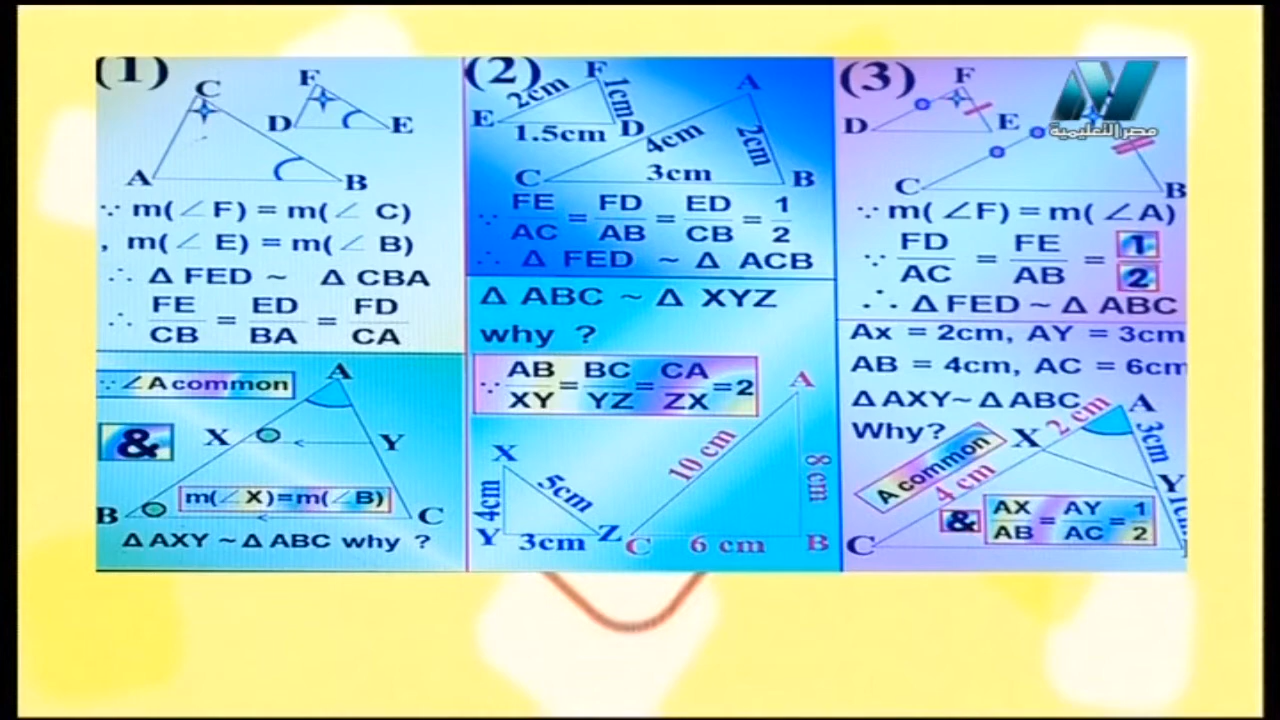 (1)
C
F
D
E
A
B
∵ m(∠F) = m(∠ C)
, m(∠ E) = m(∠ B)
∴ Δ FED ~ Δ CBA
∴ FE/CB = ED/BA = FD/CA
∵ ∠A common
A
&
X
Y
m(∠X)=m(∠B)
B
C
Δ AXY ~ Δ ABC why ?
(2)
F
2cm
1cm
E
1.5cm
D
A
4cm
2cm
C
3cm
B
∵ FE/AC = FD/AB = ED/CB = 1/2
∴ Δ FED ~ Δ ACB
Δ ABC ~ Δ XYZ
why ?
∵ AB/XY = BC/YZ = CA/ZX = 2
A
10 cm
8cm
X
4cm
5cm
Y
3cm
Z
C
6 cm
B
(3)
F
D
E
مصر التعليمية
C
B
∵ m(∠F) = m(∠A)
∵ FD/AC = FE/AB = 1/2
∴ Δ FED ~ Δ ABC
Ax = 2cm, AY = 3cm
AB = 4cm, AC = 6cm
Δ AXY~ Δ ABC
Why?
2 cm
A
X
3cm
A common
4 cm
Y
& AX/AB = AY/AC = 1/2
C